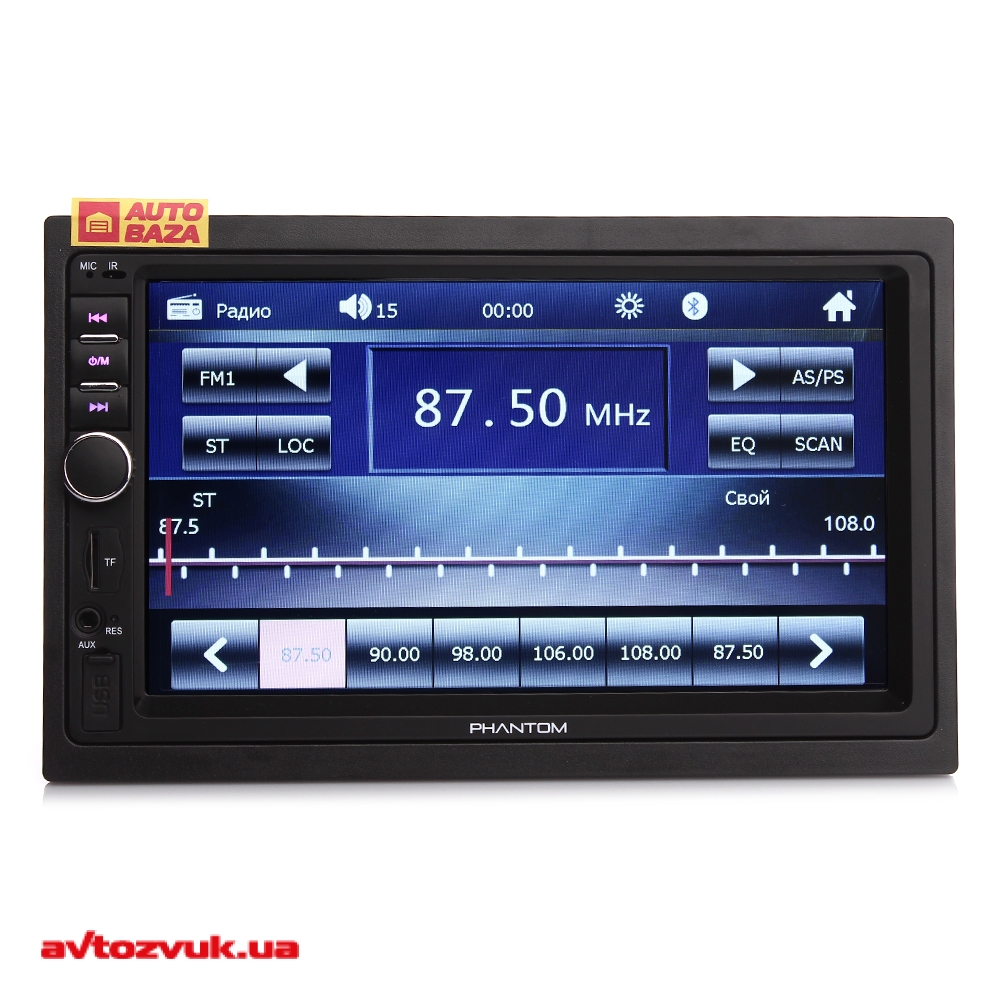 AUTO
BAZA
MIC IR
Радио 15 00:00
⏻/M
FM1 87.50 MHz AS/PS
ST LOC EQ SCAN
ST Свой
87.5 108.0
TF
RES
AUX
87.50 90.00 98.00 106.00 108.00 87.50
USB
PHANTOM
avtozvuk.ua